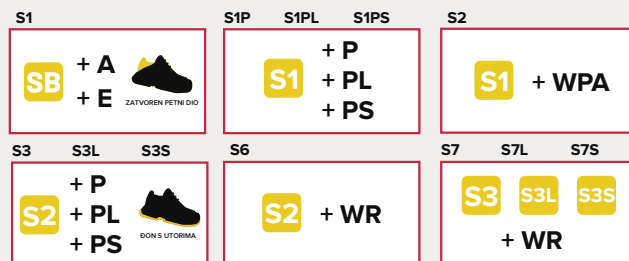 S1
SB
+ A
+ E
ZATVOREN PETNI DIO
S1P S1PL S1PS
S1
+ P
+ PL
+ PS
S2
S1
+ WPA
S3 S3L S3S
S2
+ P
+ PL
+ PS
ĐON S UTORIMA
S6
S2
+ WR
S7 S7L S7S
S3 S3L S3S
+ WR